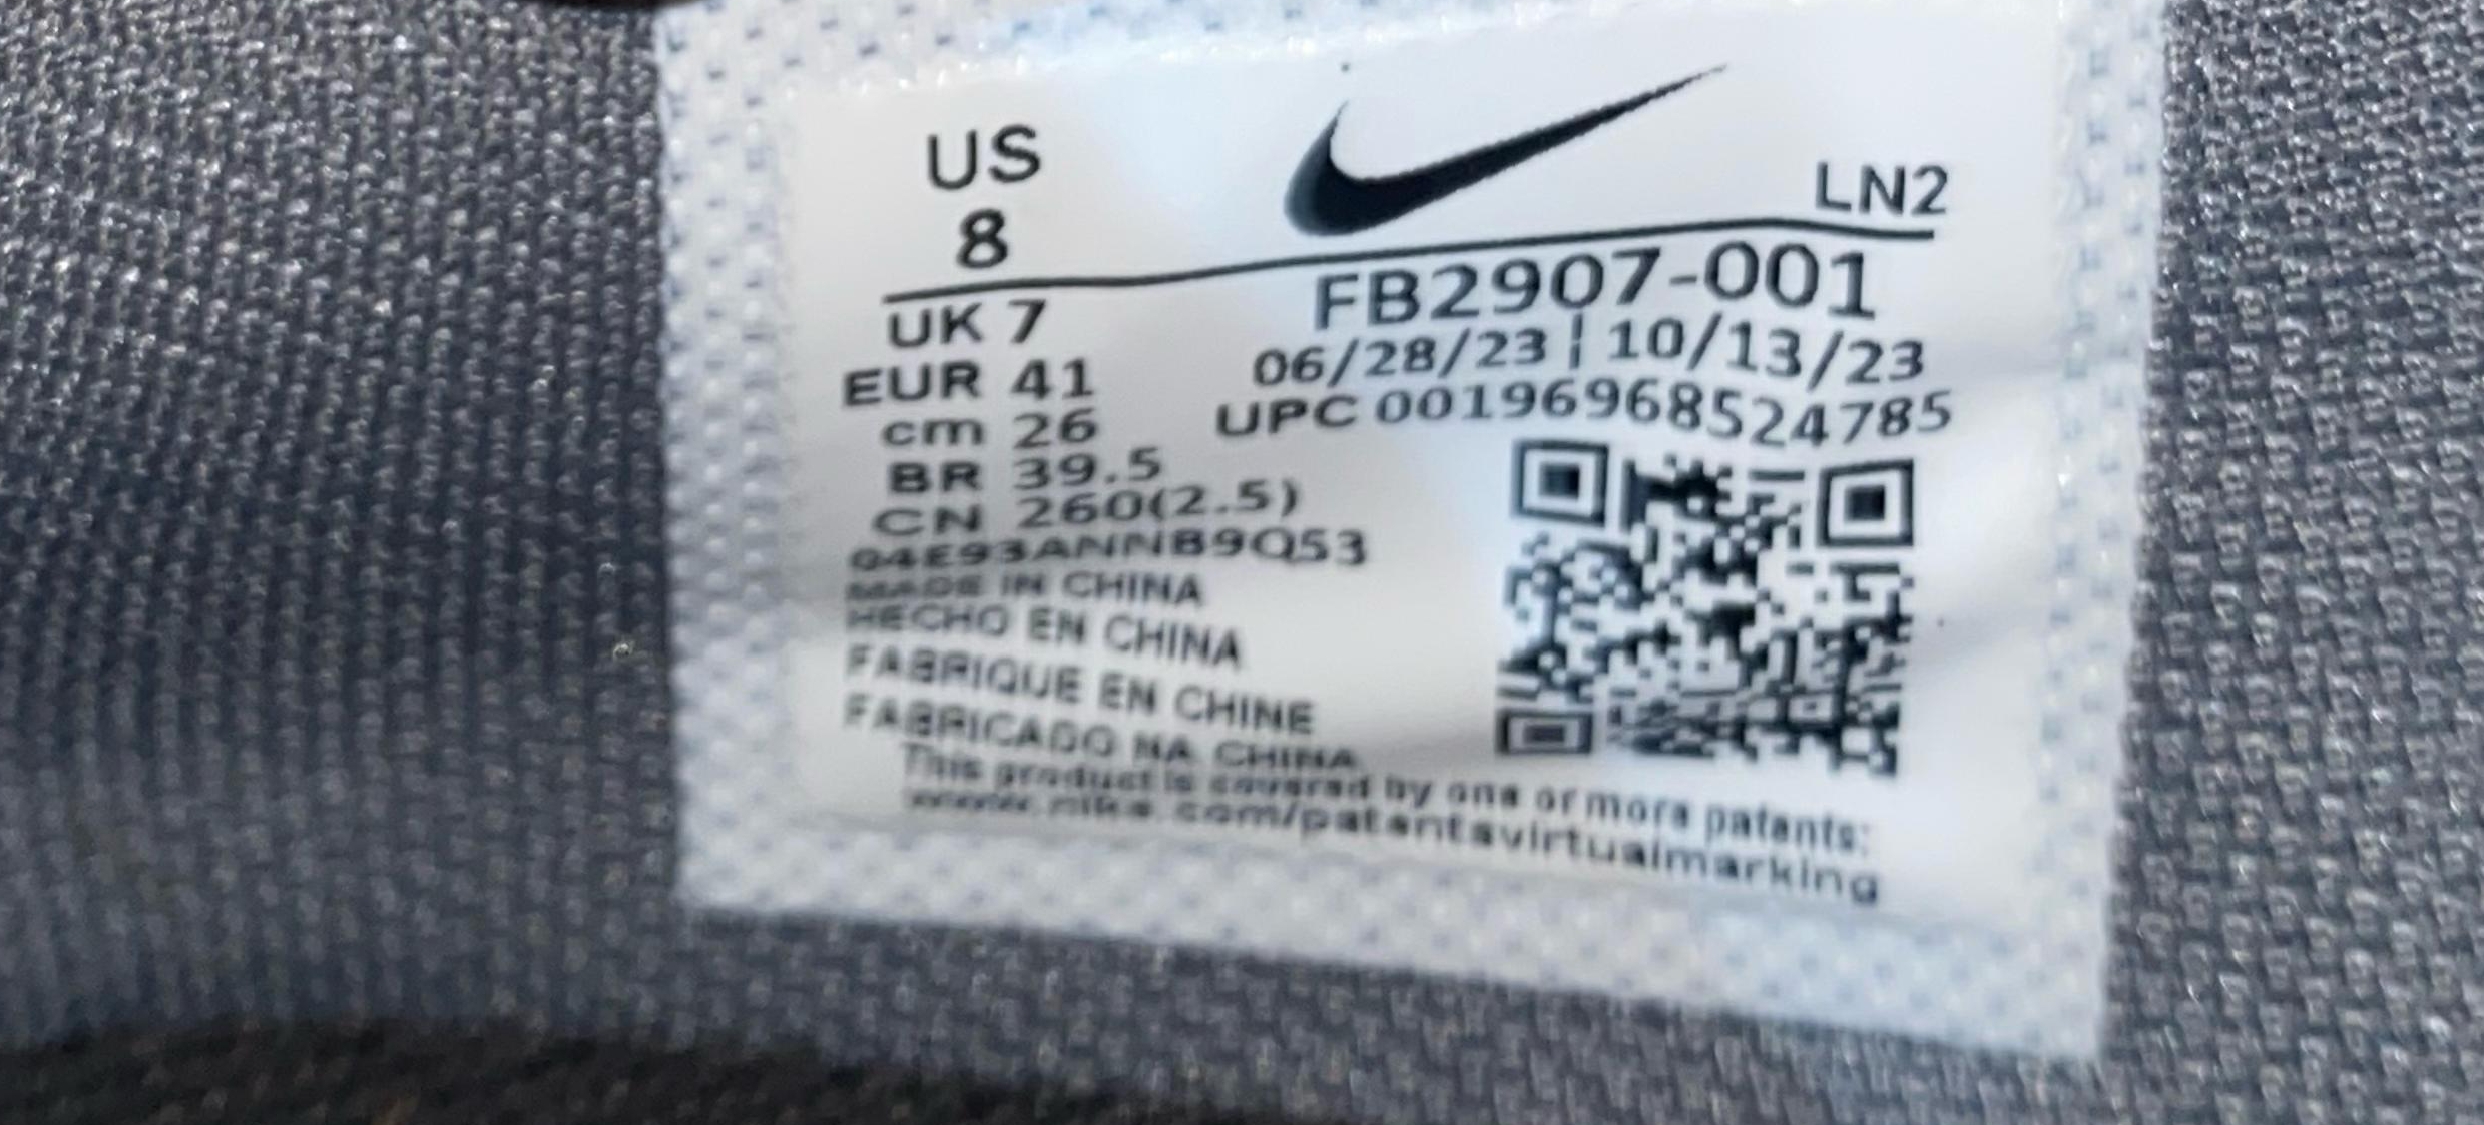 US
8
LN2
UK 7
EUR 41
cm 26
BR 39.5
CN 260(2.5)
FB2907-001
06/28/23 | 10/13/23
UPC 00196968524785
04E93ANNB9Q53
MADE IN CHINA
HECHO EN CHINA
FABRIQUE EN CHINE
FABRICADO NA CHINA
This product is covered by one or more patents:
www.nike.com/patentsvirtualmarking